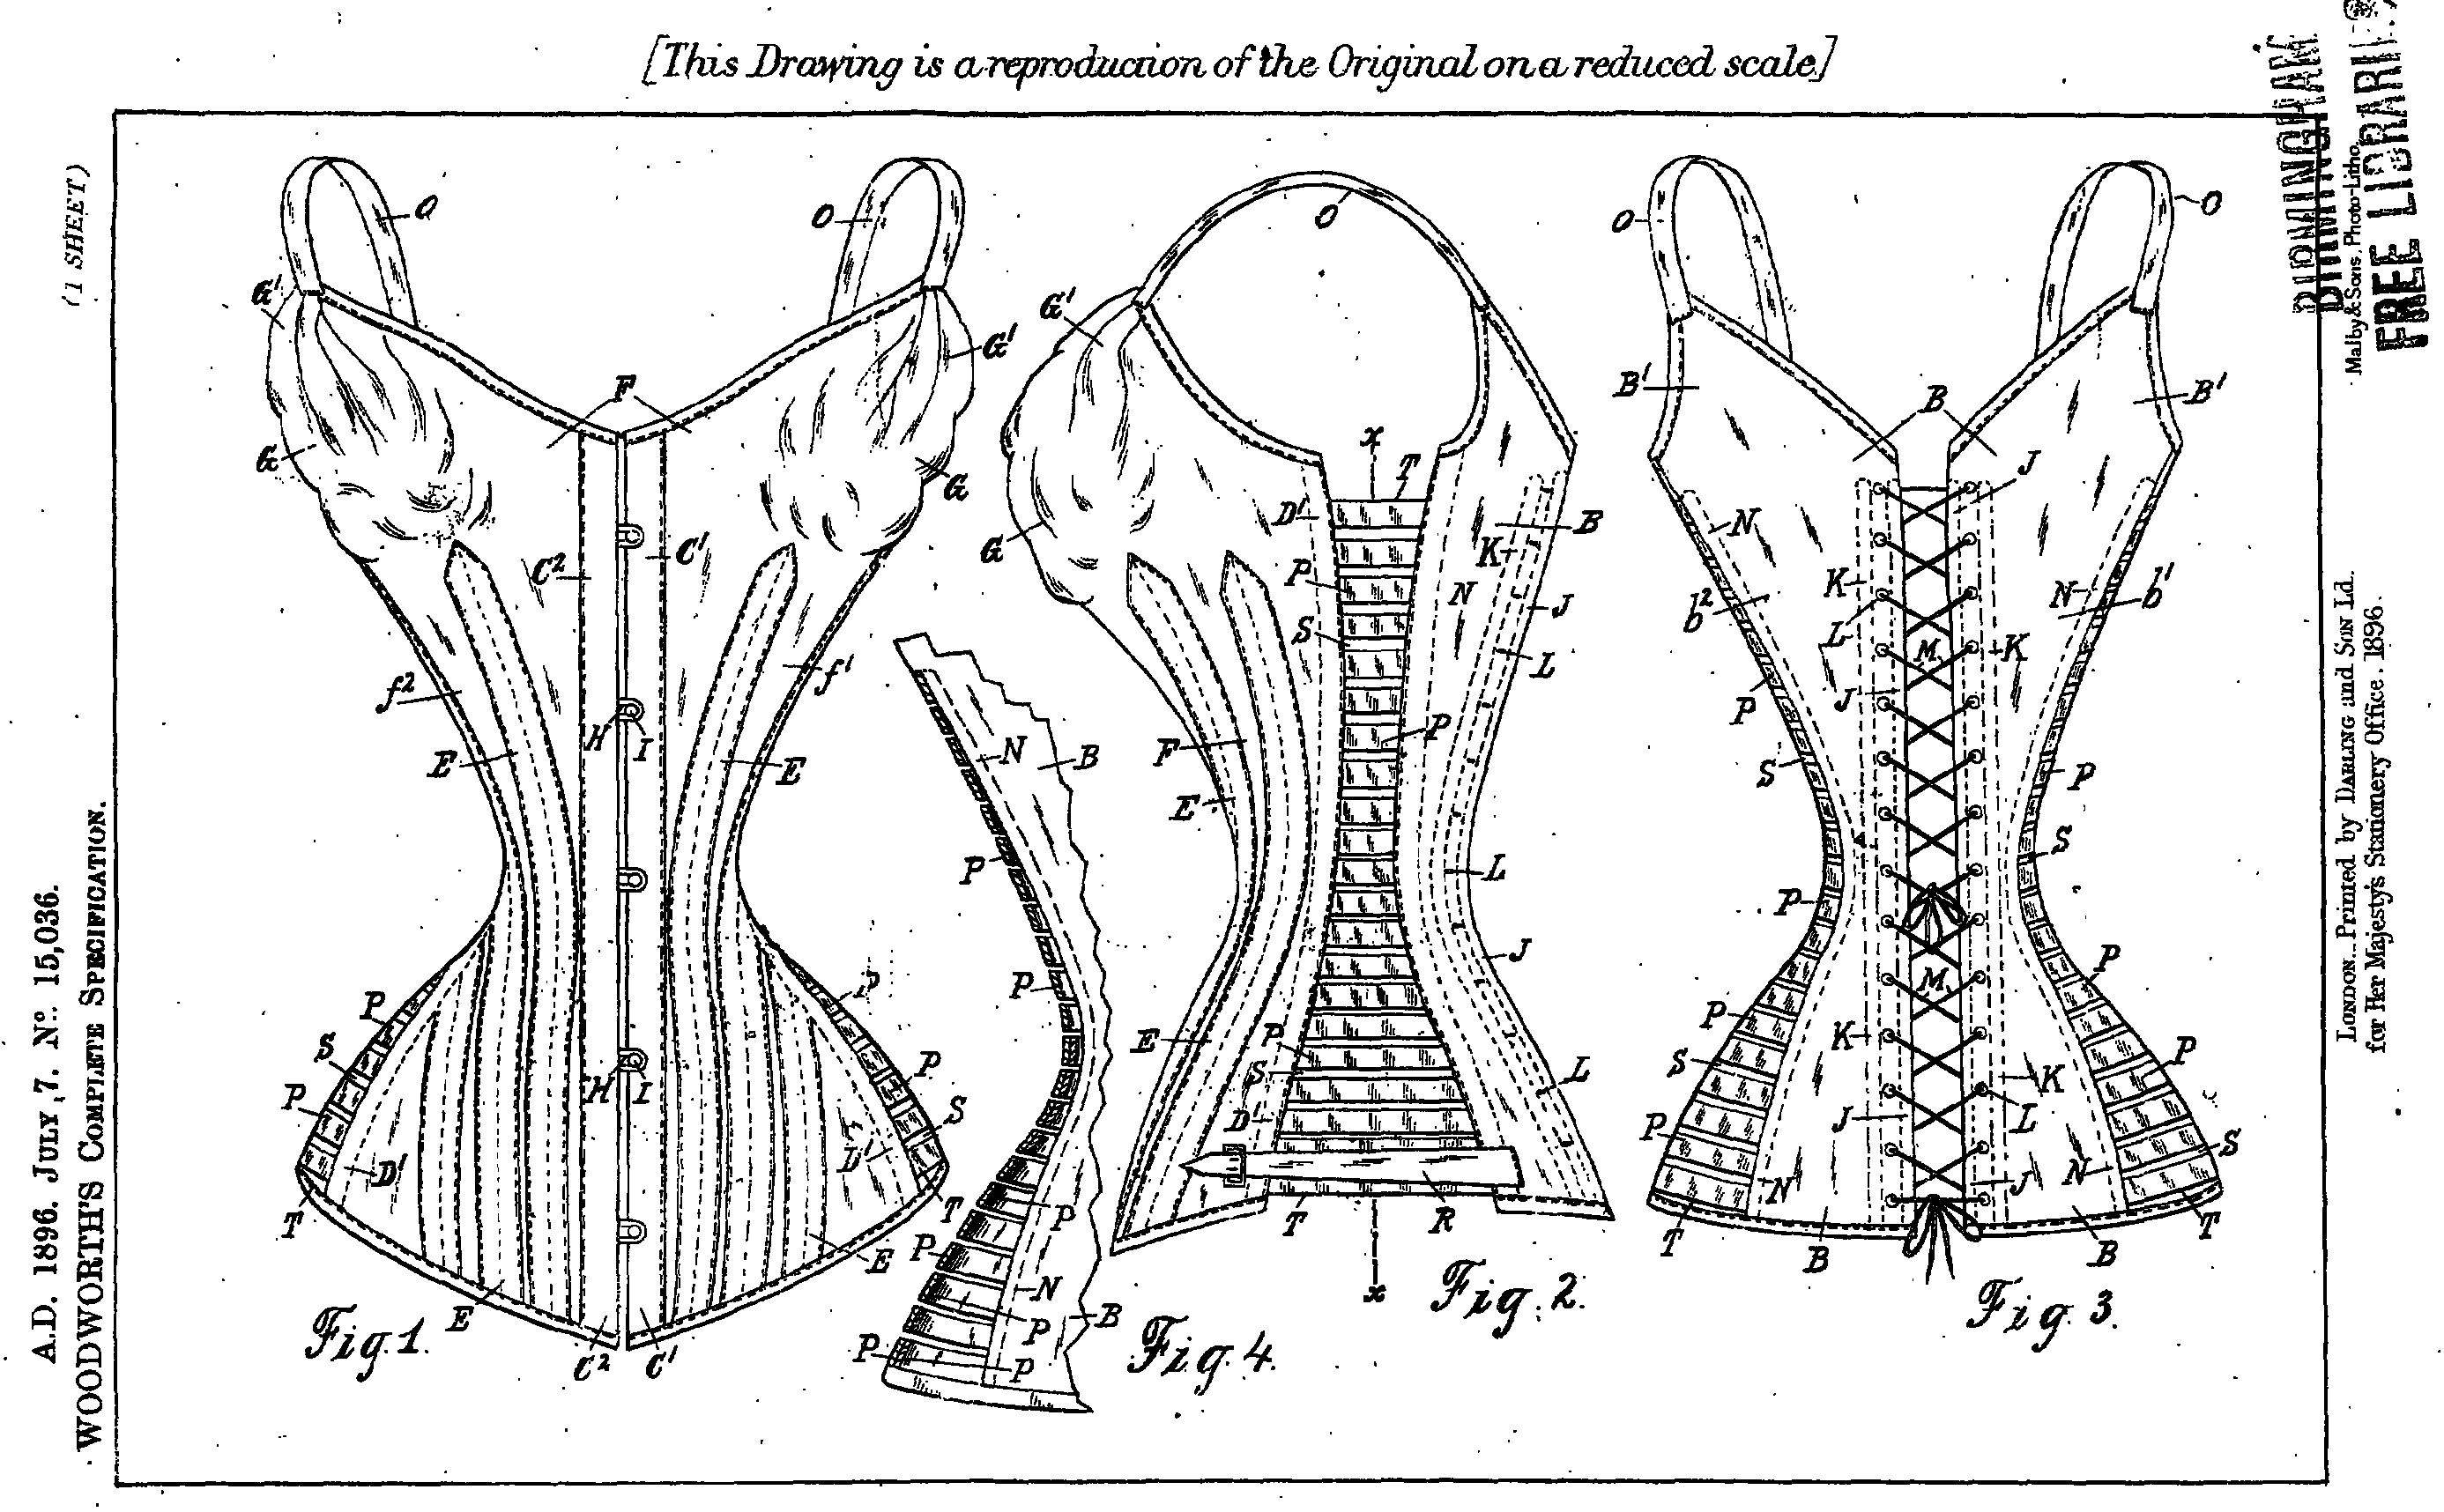 [This Drawing is a reproduction of the Original on a reduced scale]
(1 SHEET)
A.D. 1896. JULY, 7. Nº. 15,036.
WOODWORTH'S COMPLETE SPECIFICATION.
BIRMINGHAM
FREE LIBRARI
Malby & Sons, Photo-Litho.
LONDON. Printed by DARLING and SON Ld.
for Her Majesty's Stationery Office. 1896.
O
O
G'
G'
F
G
G
C²
C'
f²
f'
H
I
E
E
P
P
S
P
H
I
P
S
D'
D'
T
T
E
E
C²
C'
Fig. 1.
O
G'
x
T
D'
B
G
K
P
N
J
S
L
F
P
E
L
J
E
P
S
L
D'
T
R
x
Fig. 2.
O
O
B'
B
B'
J
N
K
b²
N
b'
L
M
K
P
J
S
P
S
P
P
M
P
K
P
S
K
P
J
L
S
N
J
N
T
B
B
T
Fig. 3.
N
B
P
P
P
P
N
B
P
P
P
Fig. 4.